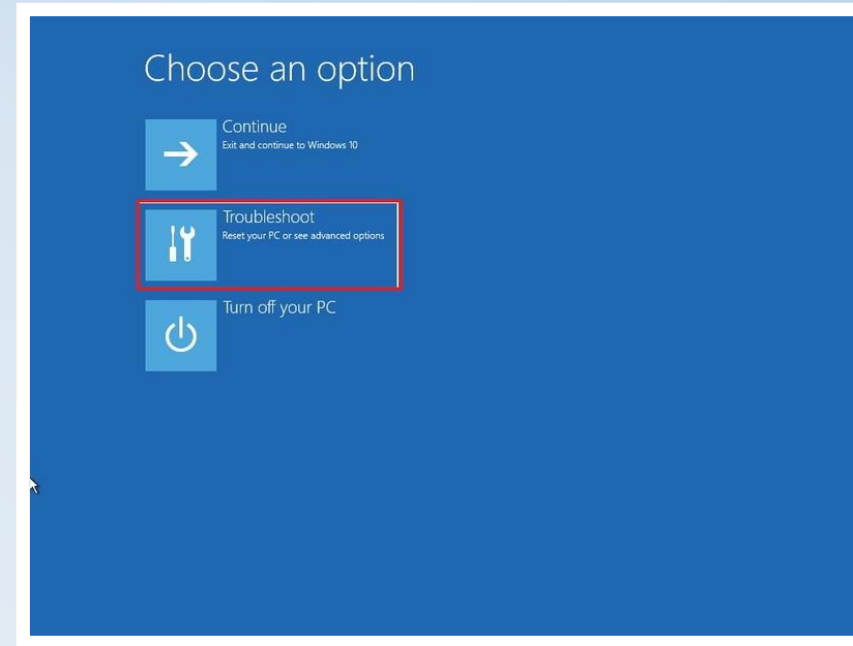 Choose an option
Continue
Exit and continue to Windows 10
Troubleshoot
Reset your PC or see advanced options
Turn off your PC